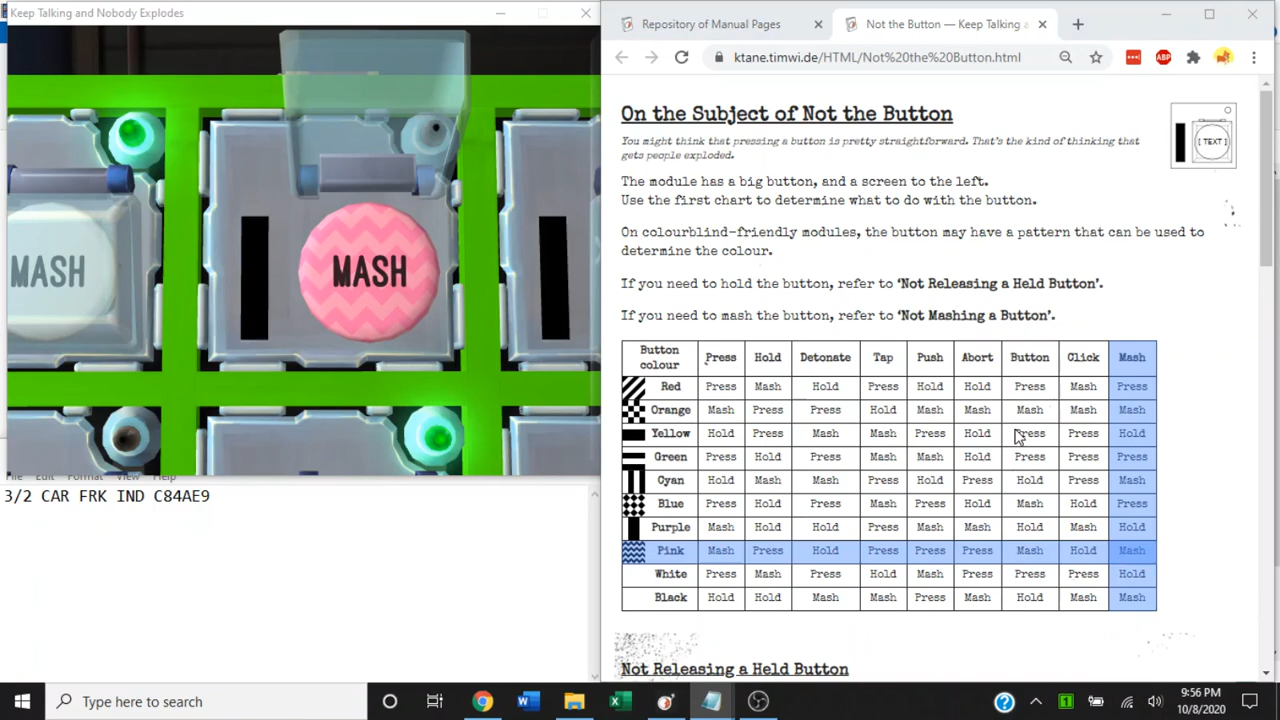 Keep Talking and Nobody Explodes
MASH
MASH
File Edit Format View Help
3/2 CAR FRK IND C84AE9
Repository of Manual Pages
Not the Button — Keep Talking a
ktane.timwi.de/HTML/Not%20the%20Button.html
ABP
On the Subject of Not the Button
You might think that pressing a button is pretty straightforward. That's the kind of thinking that
gets people exploded.
[ TEXT ]
The module has a big button, and a screen to the left.
Use the first chart to determine what to do with the button.
On colourblind-friendly modules, the button may have a pattern that can be used to
determine the colour.
If you need to hold the button, refer to ‘Not Releasing a Held Button’.
If you need to mash the button, refer to ‘Not Mashing a Button’.
Button colour Press Hold Detonate Tap Push Abort Button Click Mash
Red Press Mash Hold Press Hold Hold Press Mash Press
Orange Mash Press Press Hold Mash Mash Mash Mash Mash
Yellow Hold Press Mash Mash Press Hold Press Press Hold
Green Press Hold Press Mash Mash Hold Press Press Press
Cyan Hold Mash Mash Press Press Hold Hold Press Mash
Blue Press Hold Mash Press Hold Mash Hold Hold Press
Purple Mash Hold Hold Press Mash Mash Hold Mash Hold
Pink Mash Press Hold Press Press Press Mash Hold Mash
White Press Mash Press Hold Mash Press Press Press Hold
Black Hold Hold Mash Mash Press Mash Hold Mash Mash
Not Releasing a Held Button
Type here to search
9:56 PM
10/8/2020